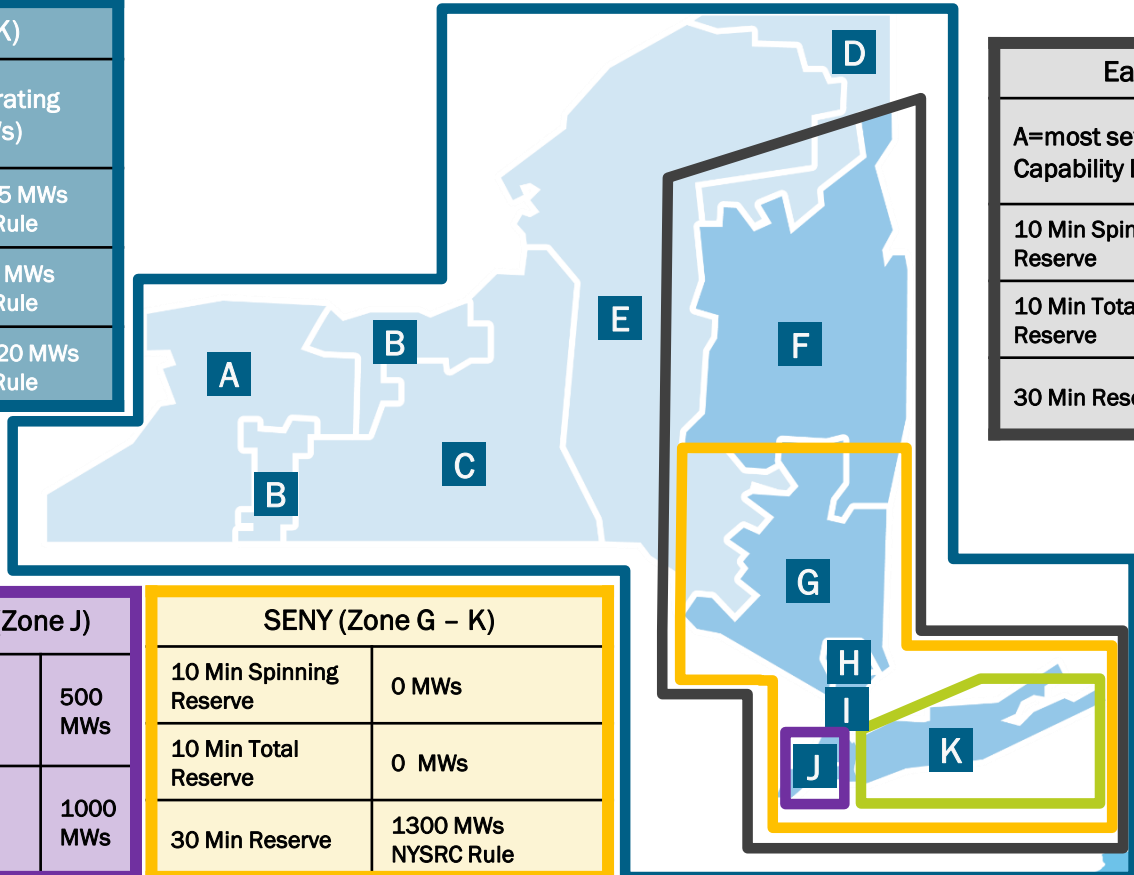 K)
rating
's)
5 MWs
Rule
MWs
Rule
20 MWs
Rule
D
Ea
A=most se
Capability
10 Min Spin
Reserve
10 Min Tota
Reserve
30 Min Rese
E
B
F
A
C
B
G
H
I
J
K
Zone J)
500
MWs
1000
MWs
SENY (Zone G – K)
10 Min Spinning
Reserve
0 MWs
10 Min Total
Reserve
0 MWs
30 Min Reserve
1300 MWs
NYSRC Rule